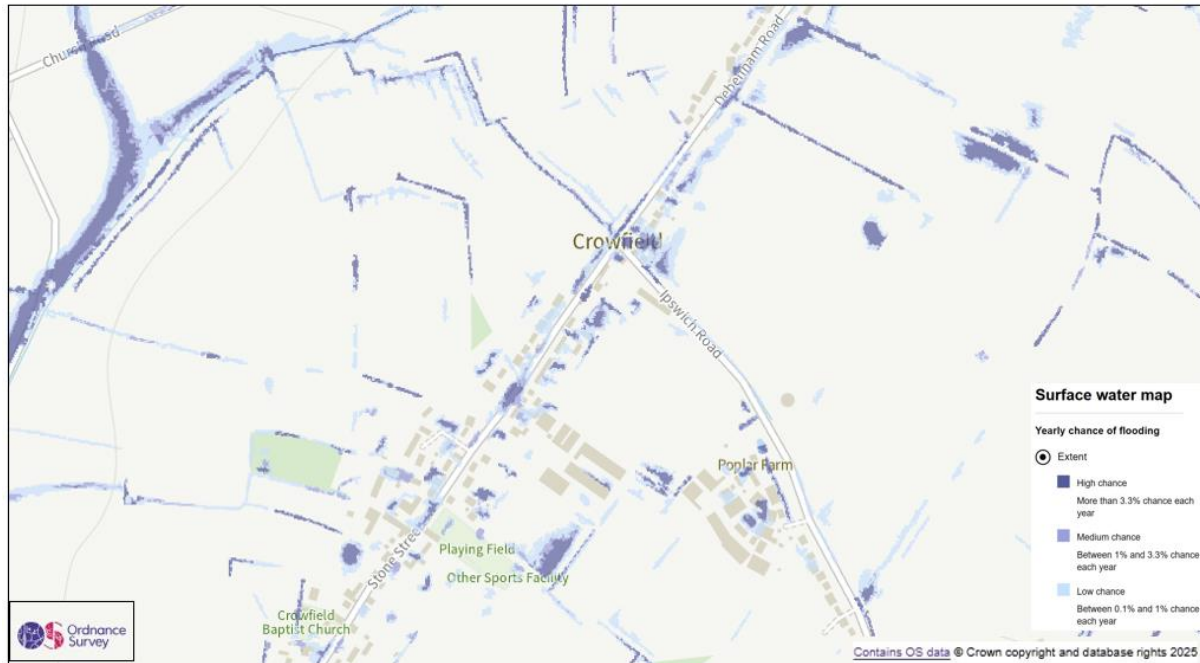 Church Road
Debenham Road
Crowfield
Ipswich Road
Poplar Farm
Playing Field
Other Sports Facility
Stone Street
Crowfield
Baptist Church
Surface water map
Yearly chance of flooding
Extent
High chance
More than 3.3% chance each
year
Medium chance
Between 1% and 3.3% chance
each year
Low chance
Between 0.1% and 1% chance
each year
Ordnance
Survey
Contains OS data © Crown copyright and database rights 2025